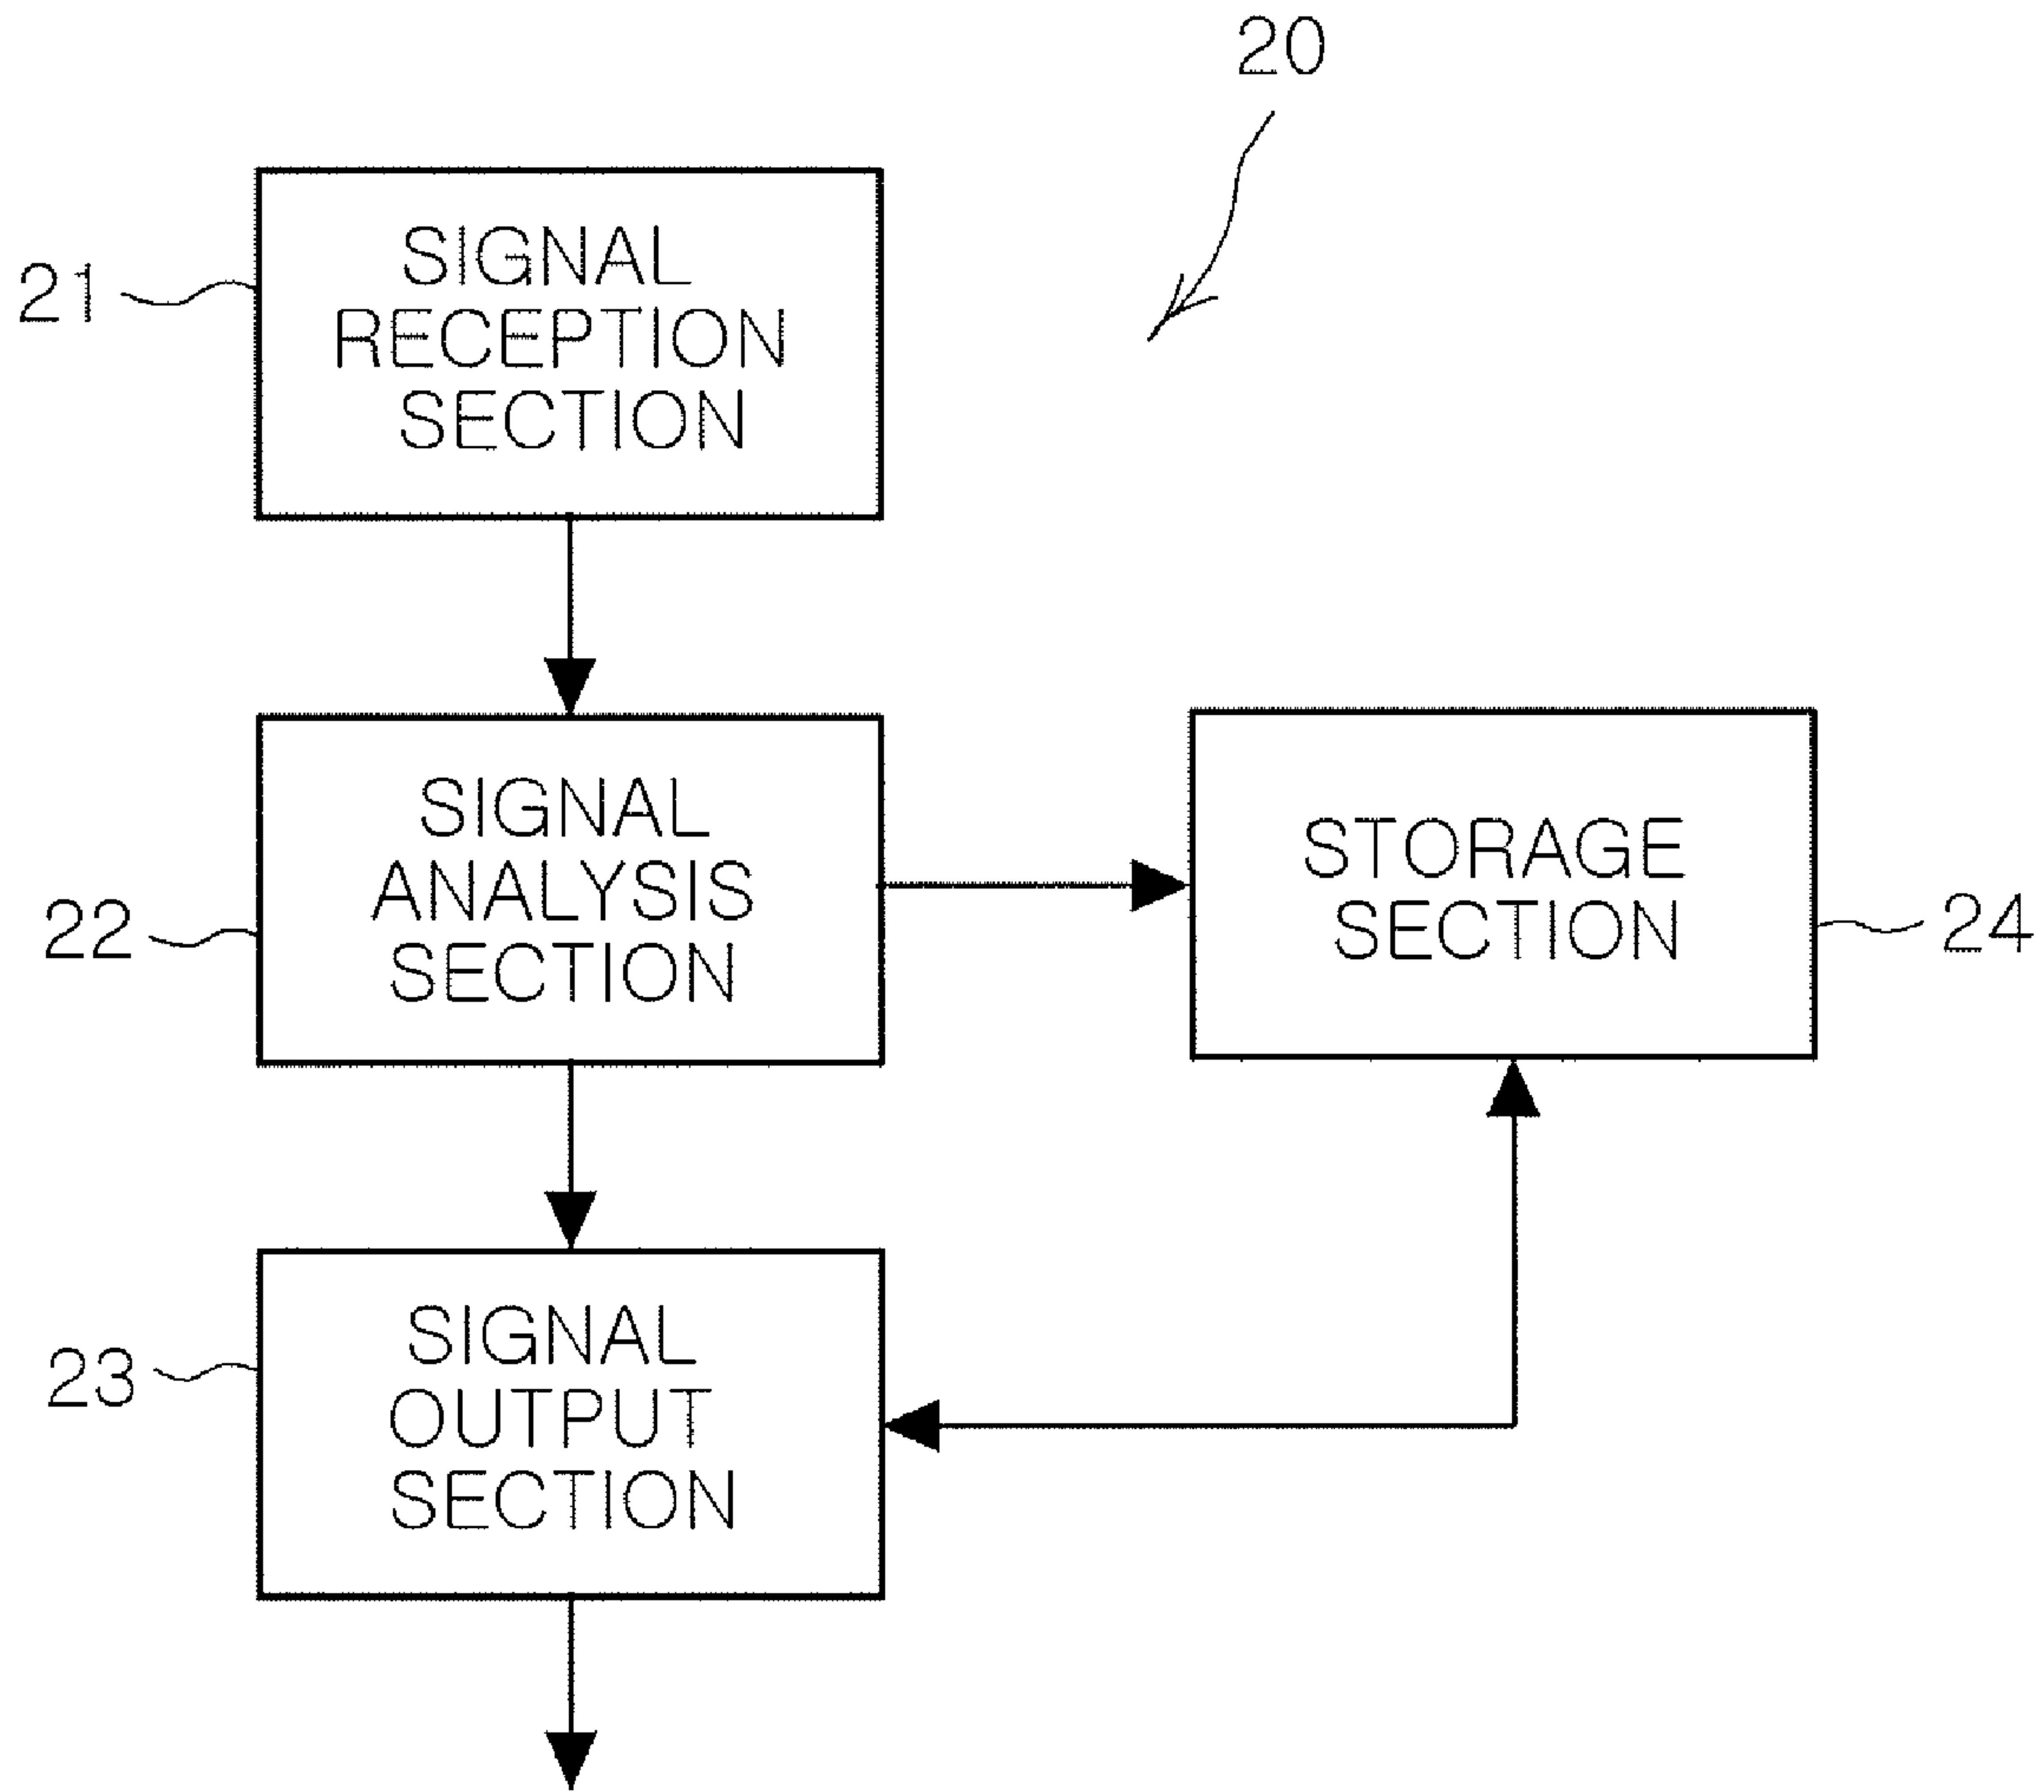 20
21
SIGNAL
RECEPTION
SECTION
22
SIGNAL
ANALYSIS
SECTION
STORAGE
SECTION
24
23
SIGNAL
OUTPUT
SECTION